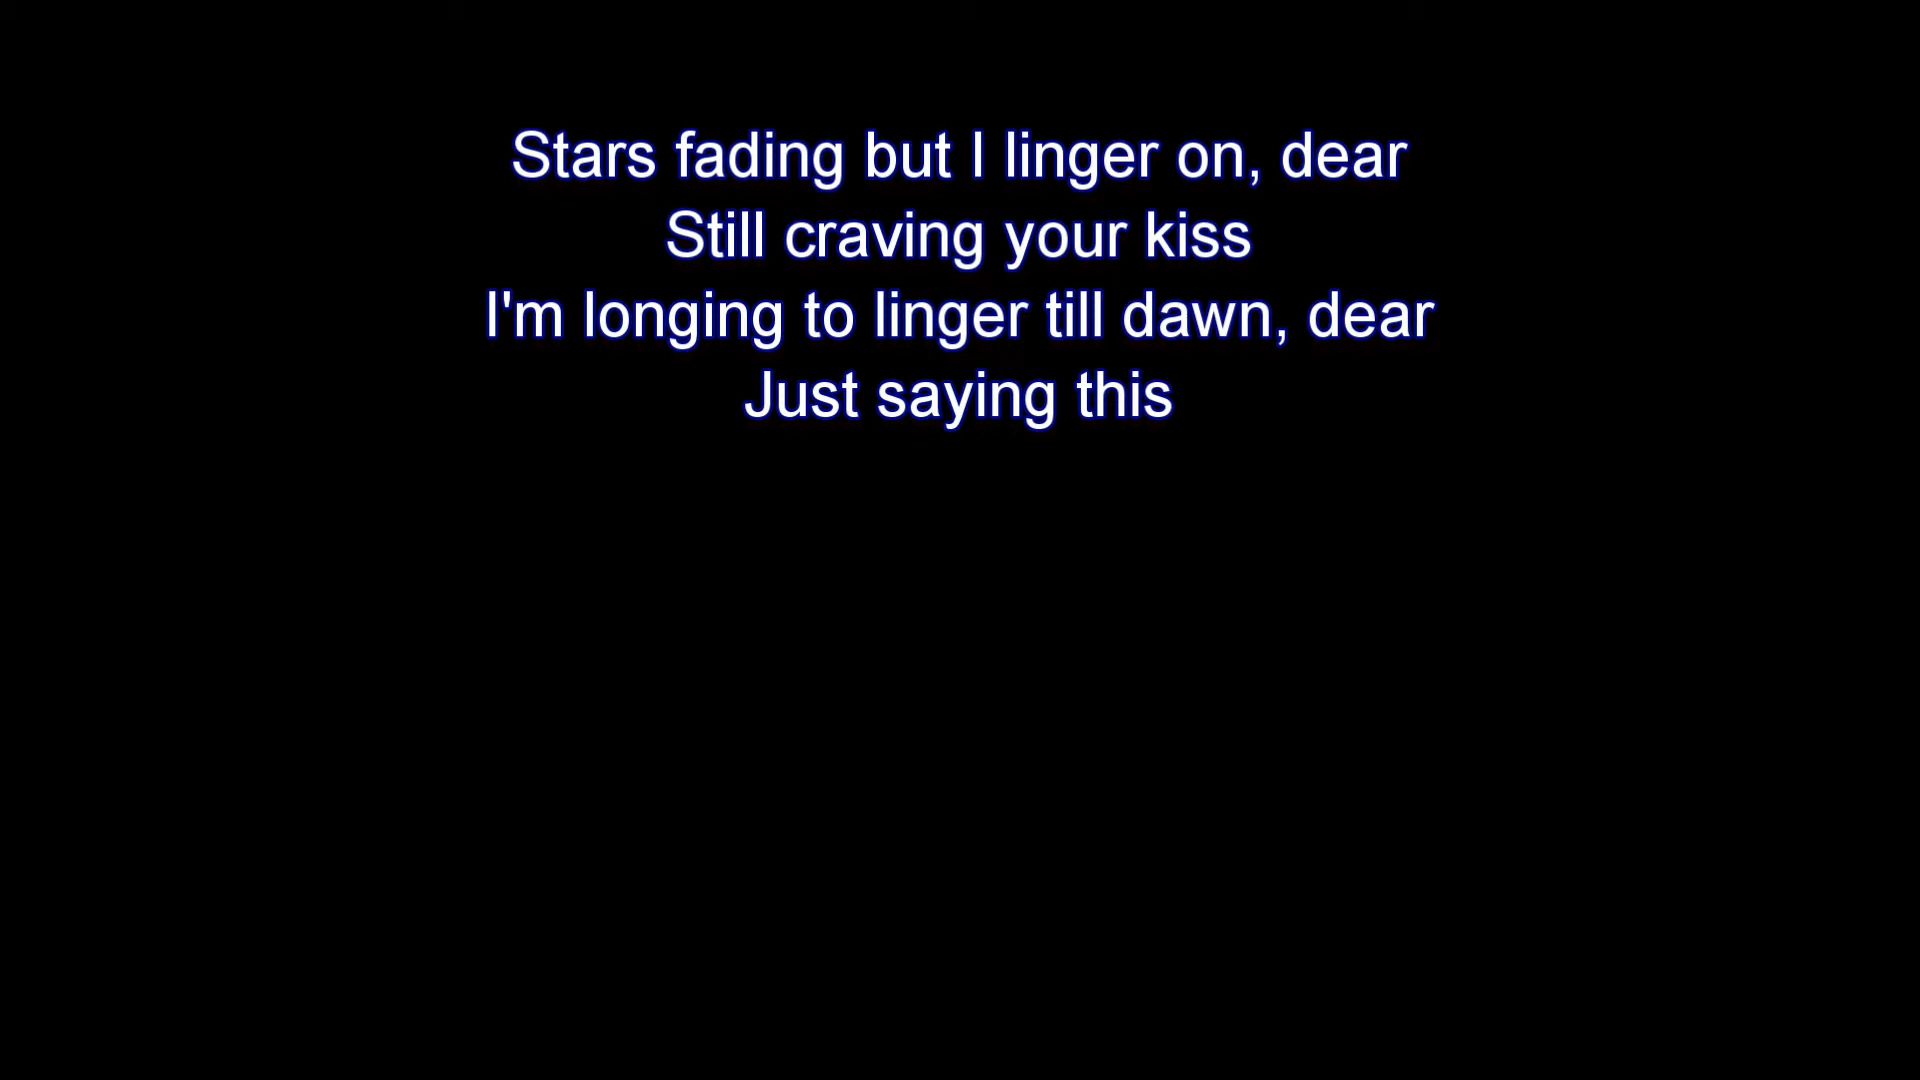 Stars fading but I linger on, dear
Still craving your kiss
I'm longing to linger till dawn, dear
Just saying this